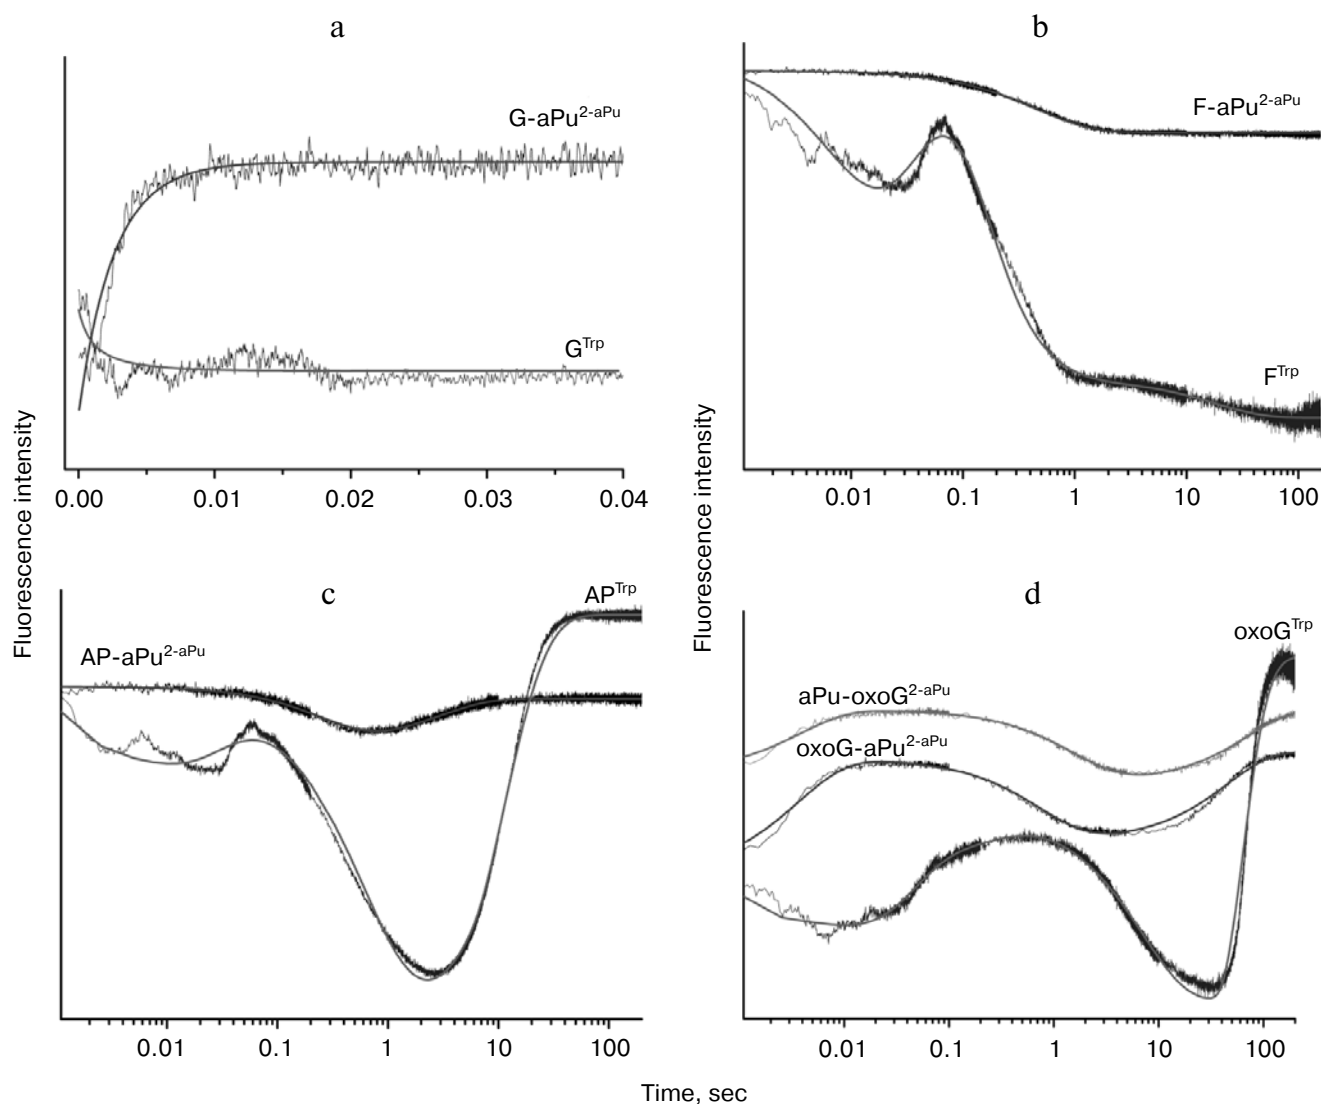 a
b
G-aPu2-aPu
GTrp
0.00 0.01 0.02 0.03 0.04
F-aPu2-aPu
FTrp
0.01 0.1 1 10 100
Fluorescence intensity
Fluorescence intensity
c
d
APTrp
AP-aPu2-aPu
0.01 0.1 1 10 100
oxoGTrp
aPu-oxoG2-aPu
oxoG-aPu2-aPu
0.01 0.1 1 10 100
Time, sec